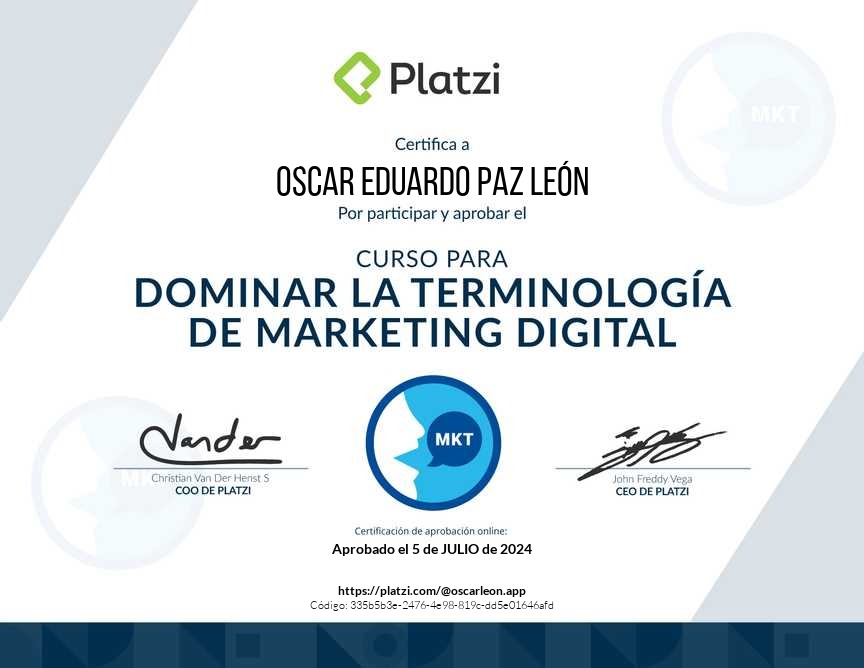 Platzi
MKT
Certifica a
OSCAR EDUARDO PAZ LEÓN
Por participar y aprobar el
CURSO PARA
DOMINAR LA TERMINOLOGÍA
DE MARKETING DIGITAL
MKT
Vander
Christian Van Der Henst S
COO DE PLATZI
John Freddy Vega
CEO DE PLATZI
Certificación de aprobación online:
Aprobado el 5 de JULIO de 2024
https://platzi.com/@oscarleon.app
Código: 335b5b3e-2476-4e98-819c-dd5e01646afd